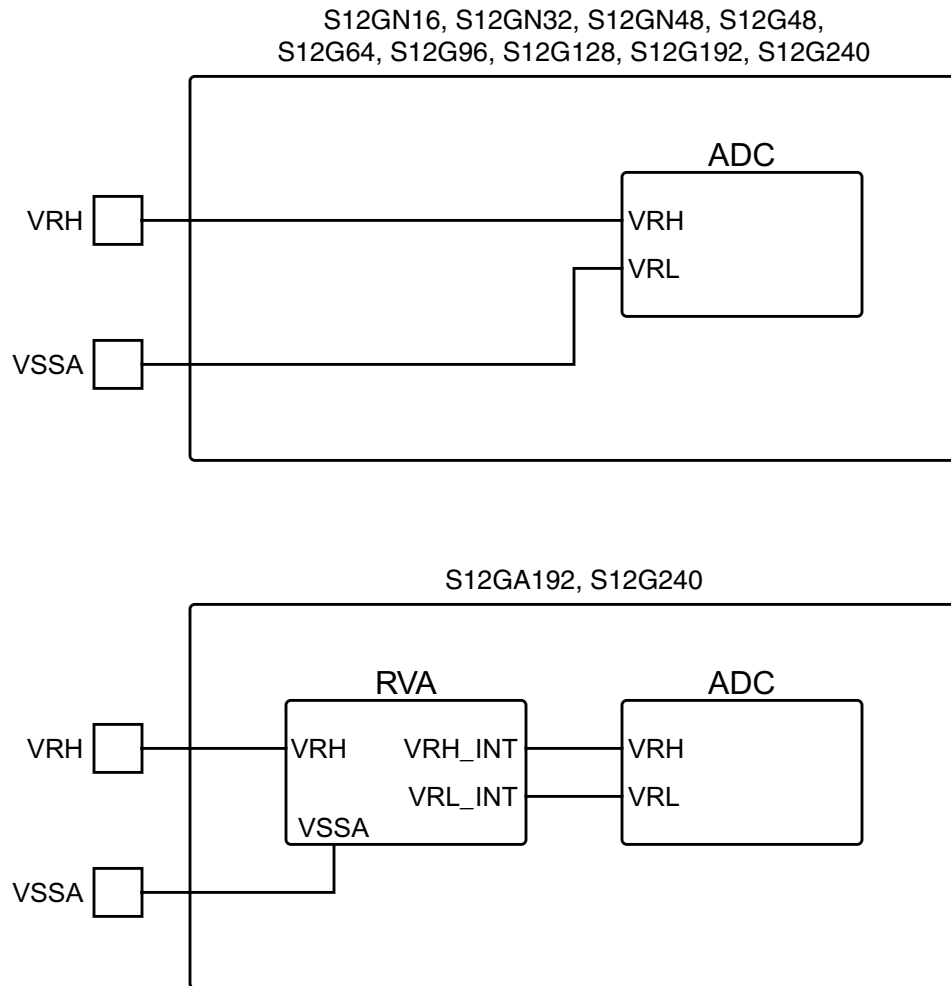 S12GN16, S12GN32, S12GN48, S12G48,
S12G64, S12G96, S12G128, S12G192, S12G240
ADC
VRH
VRH
VRL
VSSA
S12GA192, S12G240
RVA
ADC
VRH
VRH
VRH_INT
VRH
VRL_INT
VRL
VSSA
VSSA